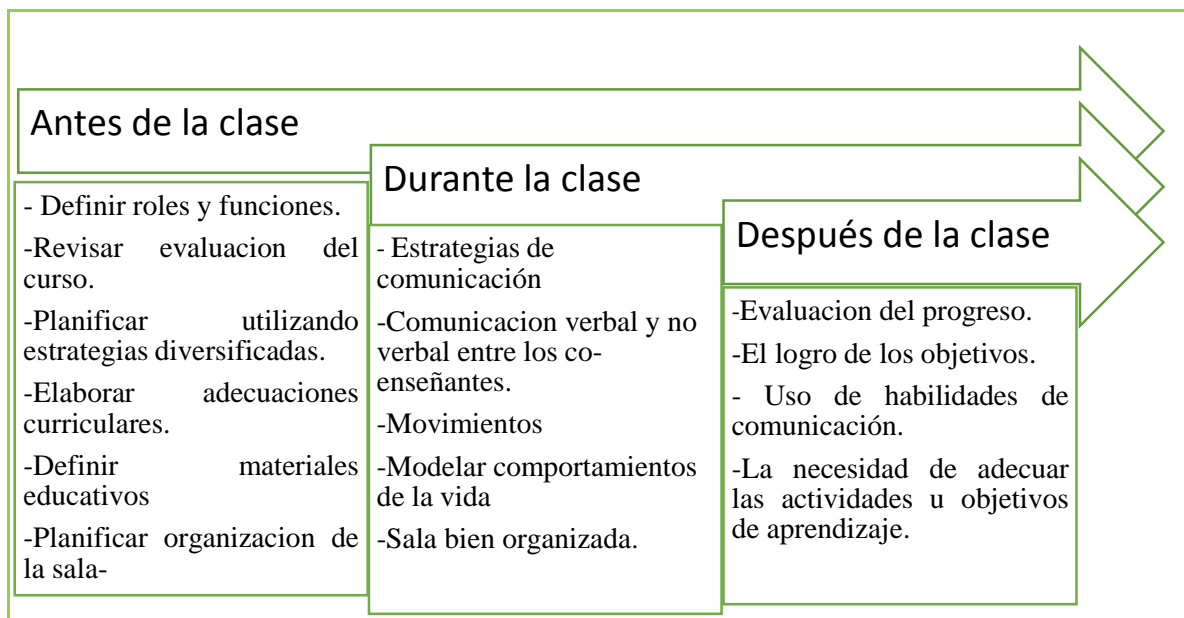 Antes de la clase
- Definir roles y funciones.
-Revisar evaluacion del
curso.
-Planificar utilizando
estrategias diversificadas.
-Elaborar adecuaciones
curriculares.
-Definir materiales
educativos
-Planificar organizacion de
la sala-
Durante la clase
- Estrategias de
comunicación
-Comunicacion verbal y no
verbal entre los co-
enseñantes.
-Movimientos
-Modelar comportamientos
de la vida
-Sala bien organizada.
Después de la clase
-Evaluacion del progreso.
-El logro de los objetivos.
- Uso de habilidades de
comunicación.
-La necesidad de adecuar
las actividades u objetivos
de aprendizaje.